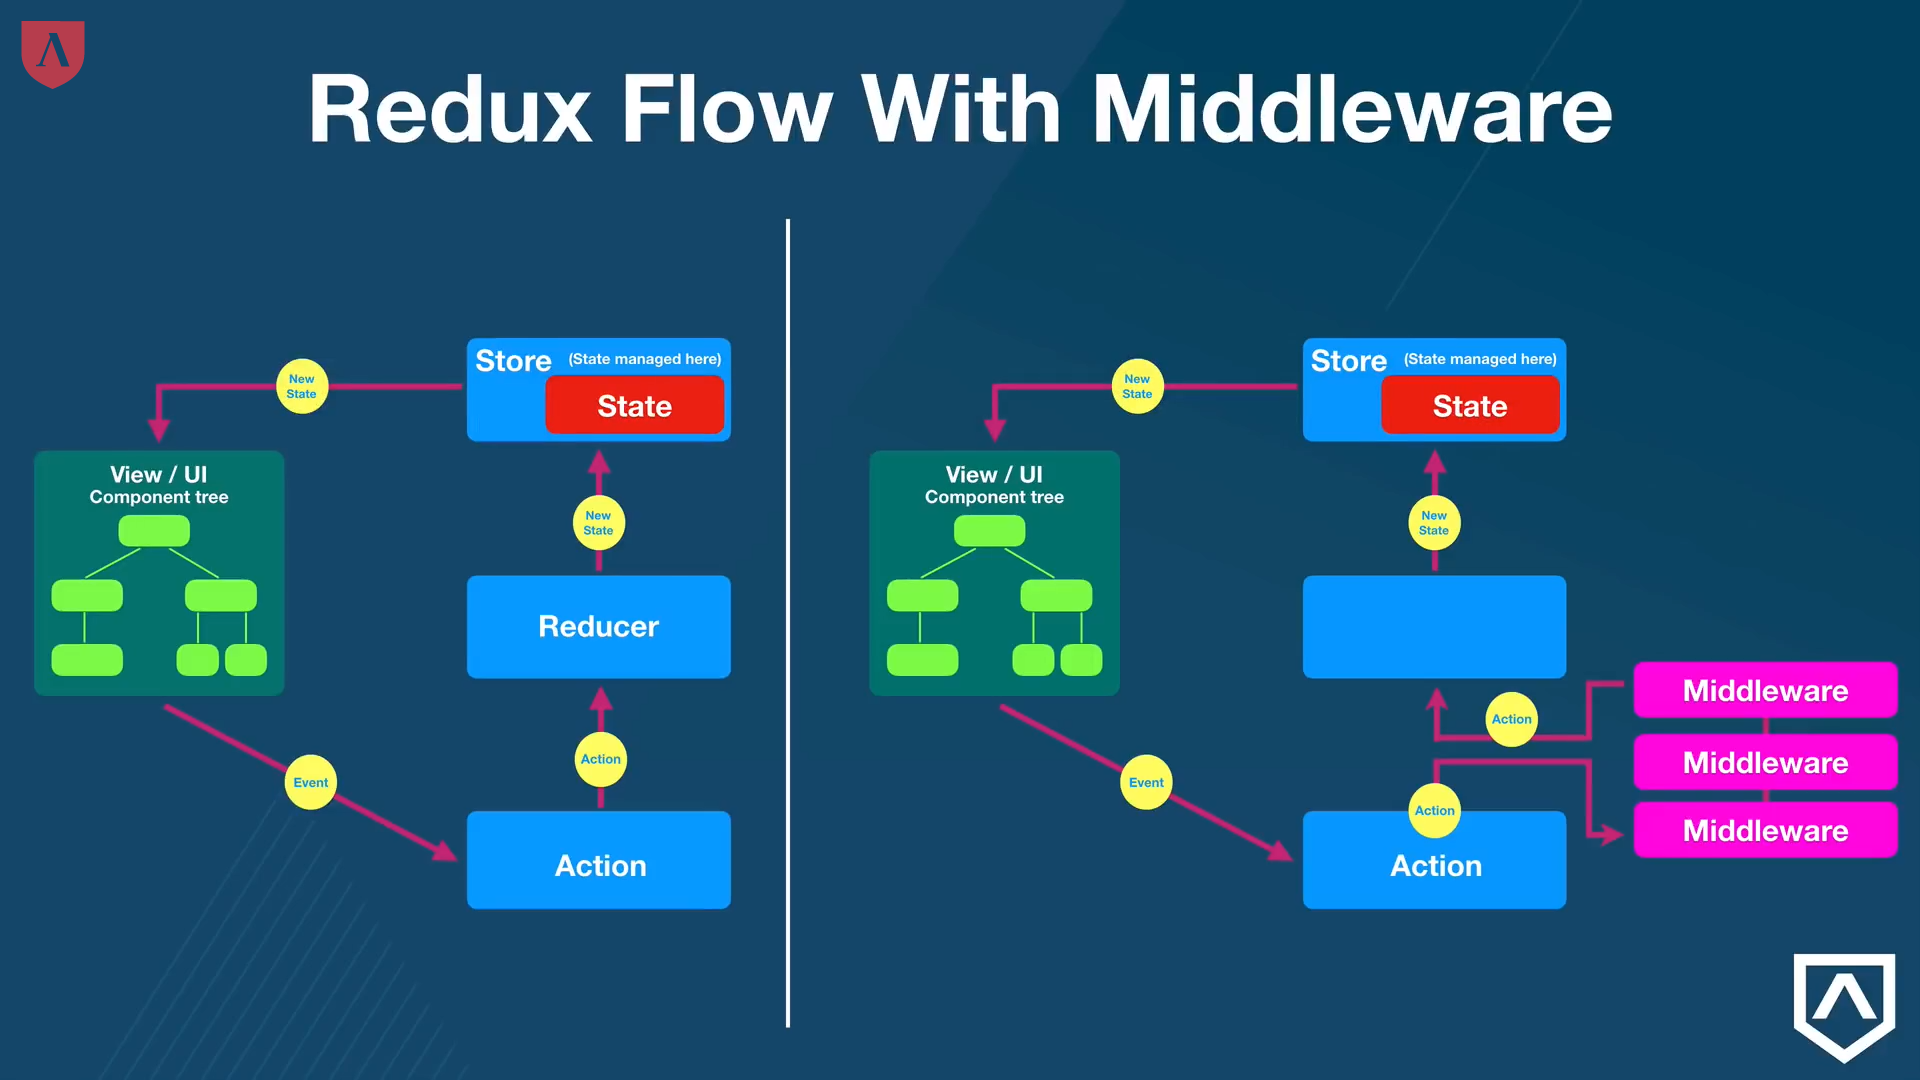 Redux Flow With Middleware
Store (State managed here)
State
New
State
View / UI
Component tree
New
State
Reducer
Action
Event
Action
Store (State managed here)
State
New
State
View / UI
Component tree
New
State
Middleware
Action
Middleware
Event
Action
Middleware
Action